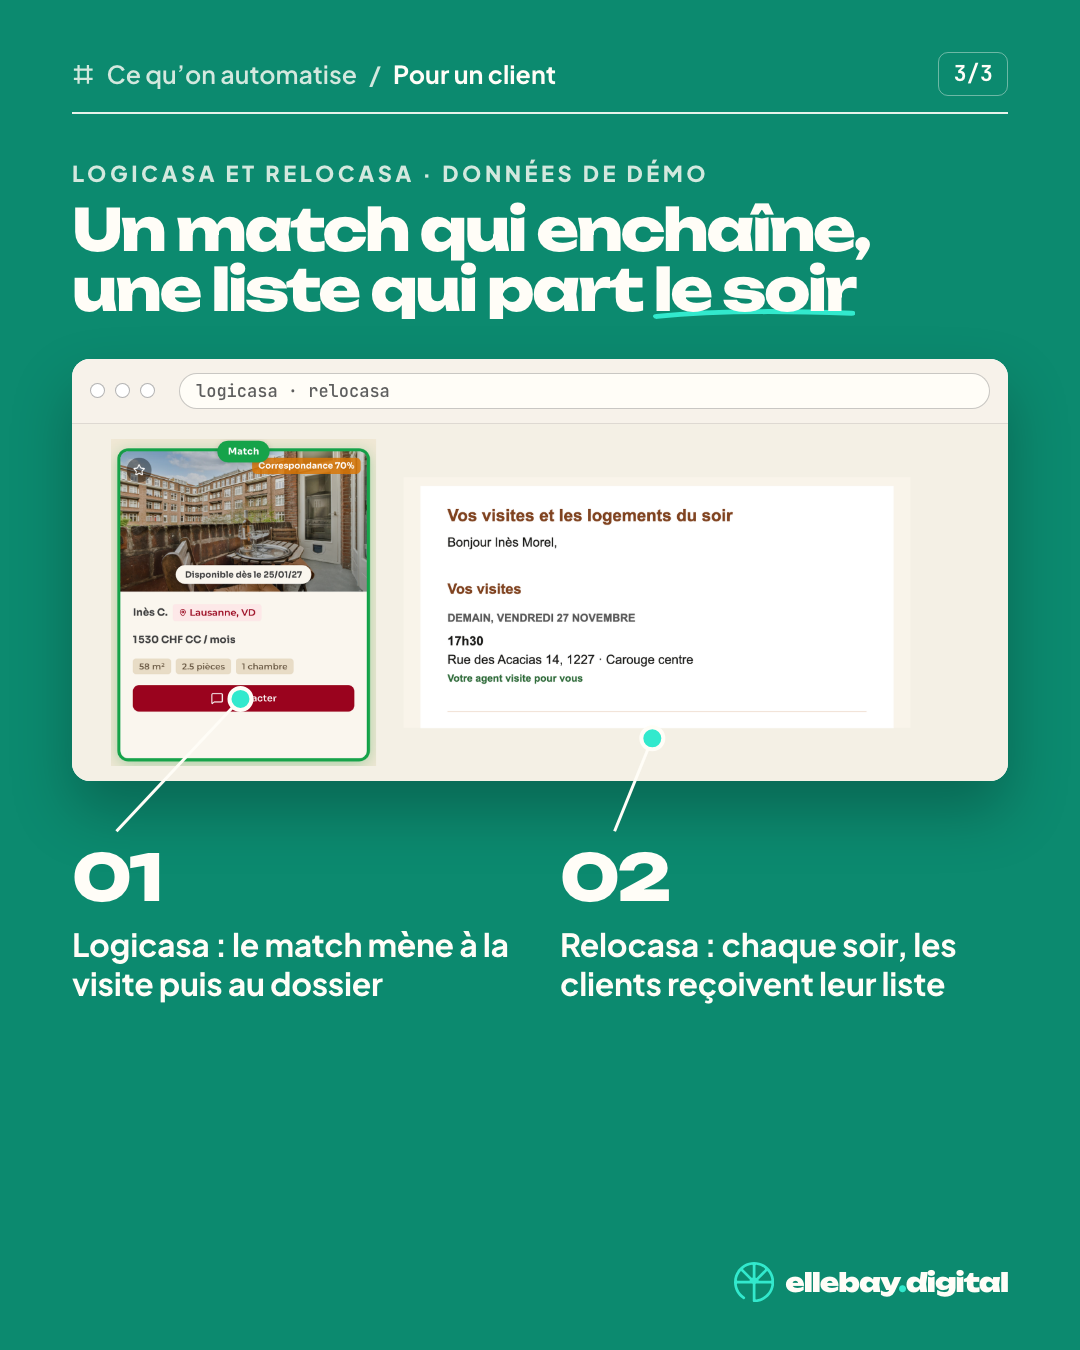 Ce qu’on automatise / Pour un client
3/3
LOGICASA ET RELOCASA · DONNÉES DE DÉMO
Un match qui enchaîne,
une liste qui part le soir
logicasa · relocasa
Match
Correspondance 70%
Disponible dès le 25/01/27
Inès C.
Lausanne, VD
1530 CHF CC / mois
58 m²
2.5 pièces
1 chambre
Vos visites et les logements du soir
Bonjour Inès Morel,
Vos visites
DEMAIN, VENDREDI 27 NOVEMBRE
17h30
Rue des Acacias 14, 1227 · Carouge centre
Votre agent visite pour vous
01
Logicasa : le match mène à la
visite puis au dossier
02
Relocasa : chaque soir, les
clients reçoivent leur liste
ellebay.digital